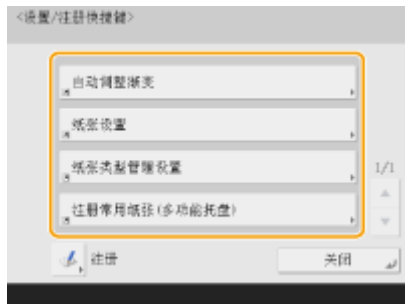 <设置/注册快捷键>
自动调整渐变
纸张设置
纸张类型管理设置
注册常用纸张(多功能托盘)
1/1
注册
关闭